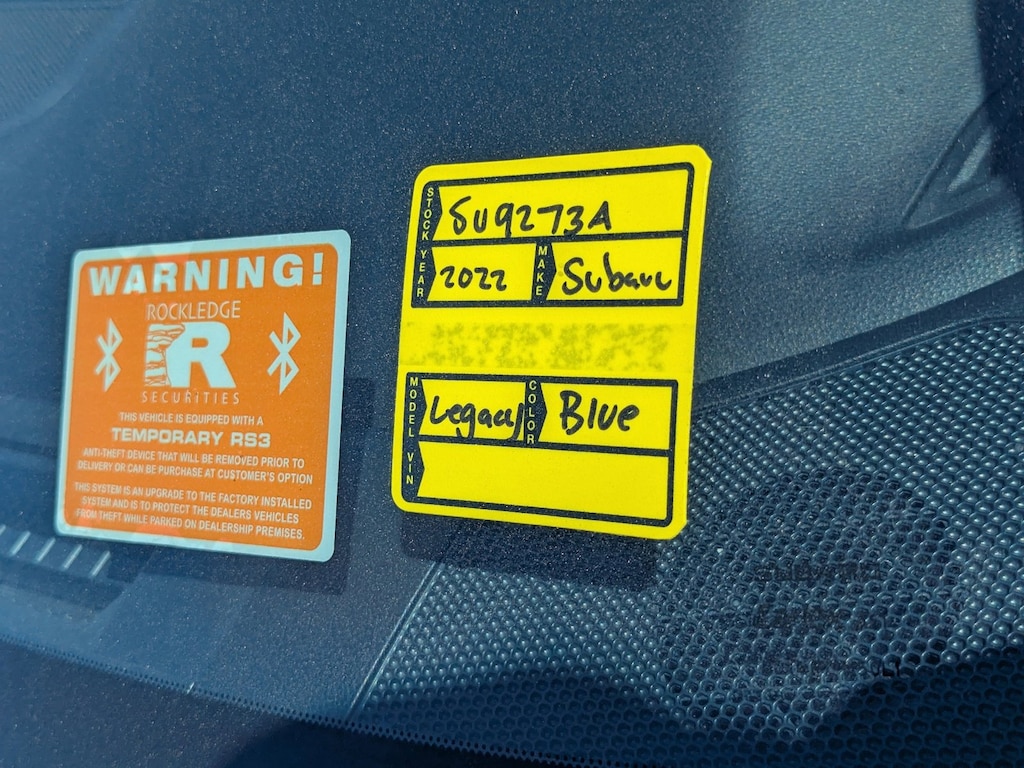 WARNING!
ROCKLEDGE
R
SECURITIES
THIS VEHICLE IS EQUIPPED WITH A
TEMPORARY RS3
ANTI-THEFT DEVICE THAT WILL BE REMOVED PRIOR TO
DELIVERY OR CAN BE PURCHASE AT CUSTOMER'S OPTION
THIS SYSTEM IS AN UPGRADE TO THE FACTORY INSTALLED
SYSTEM AND IS TO PROTECT THE DEALERS VEHICLES
FROM THEFT WHILE PARKED ON DEALERSHIP PREMISES.
STOCK SU9273A
YEAR 2022 MAKE Subaru
MODEL Legacy COLOR Blue
VIN